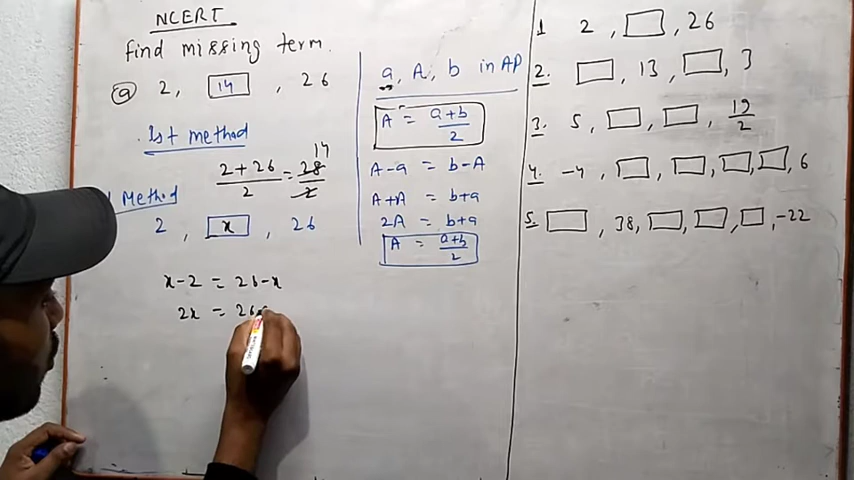 NCERT
find missing term.
(a) 2, 14 , 26
Ist method
2+26/2 = 28/2 14
Method
2 , x , 26
x-2 = 26-x
2x = 26
a, A, b in AP
A = a+b/2
A-a = b-A
A+A = b+a
2A = b+a
A = a+b/2
1 2 , □ , 26
2. □ , 13 , □ , 3
3. 5 , □ , □ , 19/2
4. -4 , □ , □ , □ , □ , 6
5. □ , 38, □ , □ , □ , -22